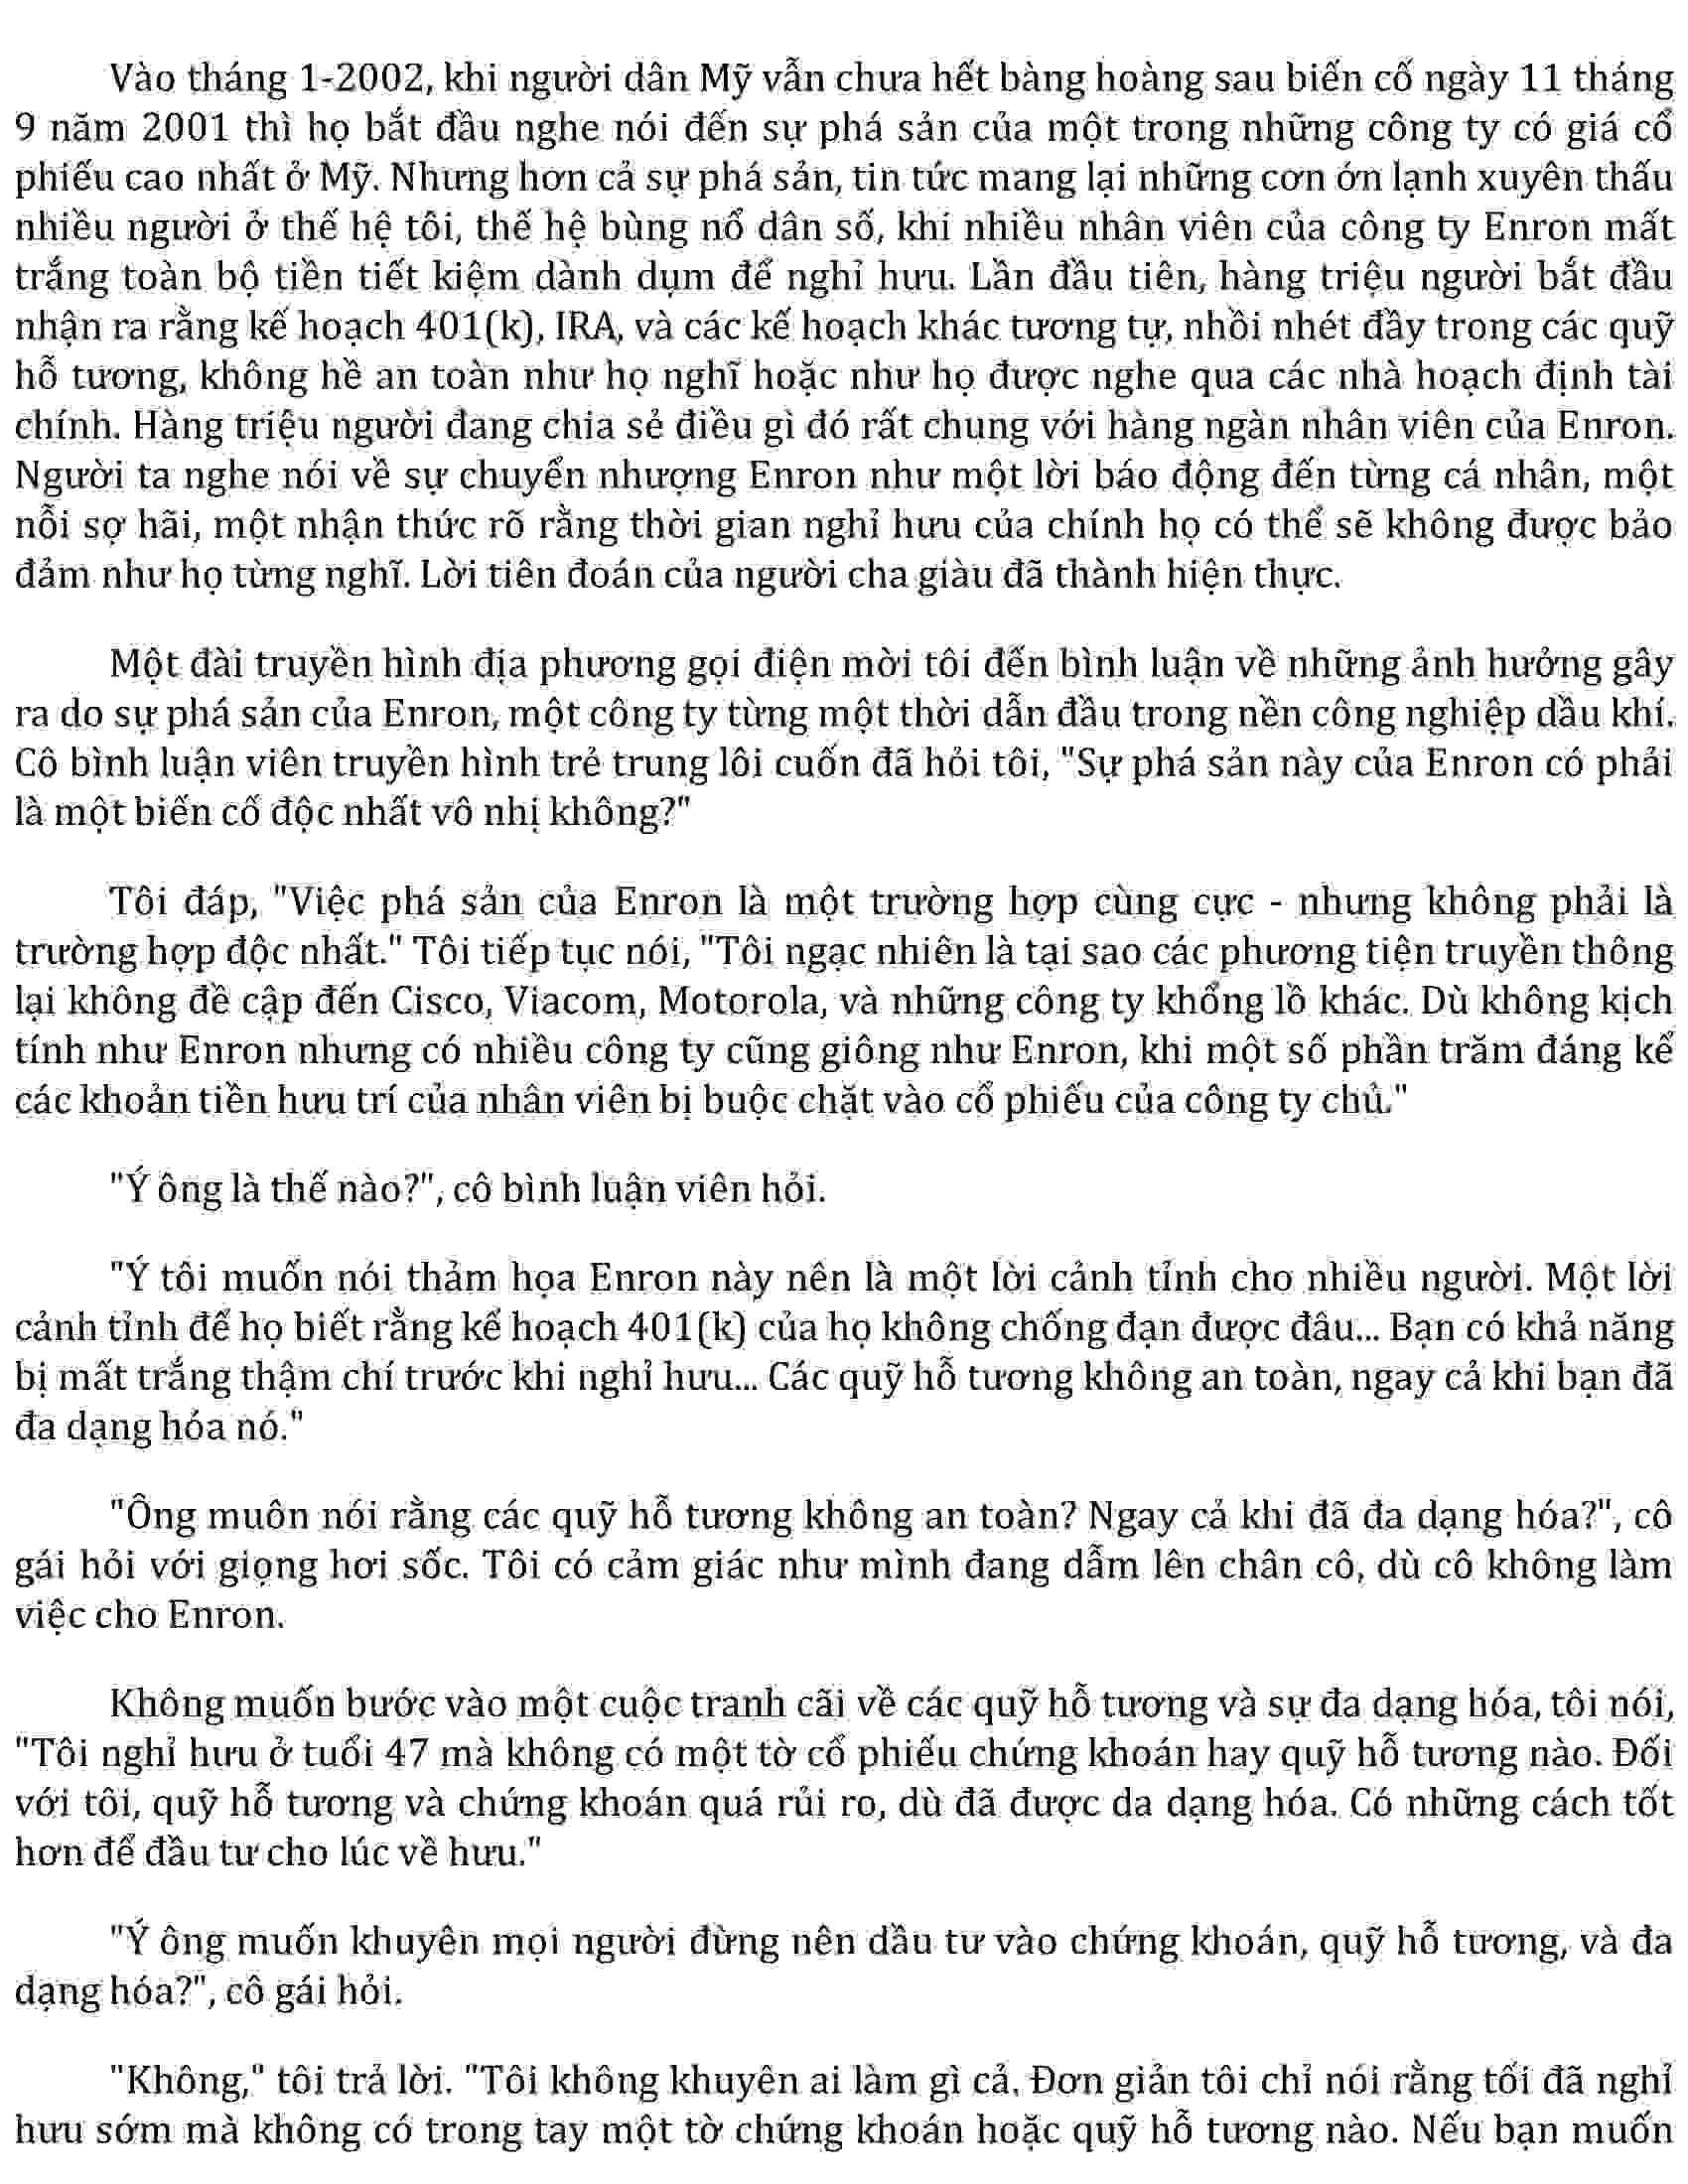 Vào tháng 1-2002, khi người dân Mỹ vẫn chưa hết bàng hoàng sau biến cố ngày 11 tháng
9 năm 2001 thì họ bắt đầu nghe nói đến sự phá sản của một trong những công ty có giá cổ
phiếu cao nhất ở Mỹ. Nhưng hơn cả sự phá sản, tin tức mang lại những cơn ớn lạnh xuyên thấu
nhiều người ở thế hệ tôi, thế hệ bùng nổ dân số, khi nhiều nhân viên của công ty Enron mất
trắng toàn bộ tiền tiết kiệm dành dụm để nghỉ hưu. Lần đầu tiên, hàng triệu người bắt đầu
nhận ra rằng kế hoạch 401(k), IRA, và các kế hoạch khác tương tự, nhồi nhét đầy trong các quỹ
hỗ tương, không hề an toàn như họ nghĩ hoặc như họ được nghe qua các nhà hoạch định tài
chính. Hàng triệu người đang chia sẻ điều gì đó rất chung với hàng ngàn nhân viên của Enron.
Người ta nghe nói về sự chuyển nhượng Enron như một lời báo động đến từng cá nhân, một
nỗi sợ hãi, một nhận thức rõ rằng thời gian nghỉ hưu của chính họ có thể sẽ không được bảo
đảm như họ từng nghĩ. Lời tiên đoán của người cha giàu đã thành hiện thực.
Một đài truyền hình địa phương gọi điện mời tôi đến bình luận về những ảnh hưởng gây
ra do sự phá sản của Enron, một công ty từng một thời dẫn đầu trong nền công nghiệp dầu khí.
Cô bình luận viên truyền hình trẻ trung lôi cuốn đã hỏi tôi, "Sự phá sản này của Enron có phải
là một biến cố độc nhất vô nhị không?"
Tôi đáp, "Việc phá sản của Enron là một trường hợp cùng cực - nhưng không phải là
trường hợp độc nhất." Tôi tiếp tục nói, "Tôi ngạc nhiên là tại sao các phương tiện truyền thông
lại không đề cập đến Cisco, Viacom, Motorola, và những công ty khổng lồ khác. Dù không kịch
tính như Enron nhưng có nhiều công ty cũng giông như Enron, khi một số phần trăm đáng kể
các khoản tiền hưu trí của nhân viên bị buộc chặt vào cổ phiếu của công ty chủ."
"Ý ông là thế nào?", cô bình luận viên hỏi.
"Ý tôi muốn nói thảm họa Enron này nên là một lời cảnh tỉnh cho nhiều người. Một lời
cảnh tỉnh để họ biết rằng kể hoạch 401(k) của họ không chống đạn được đâu... Bạn có khả năng
bị mất trắng thậm chí trước khi nghỉ hưu... Các quỹ hỗ tương không an toàn, ngay cả khi bạn đã
đa dạng hóa nó."
"Ông muôn nói rằng các quỹ hỗ tương không an toàn? Ngay cả khi đã đa dạng hóa?", cô
gái hỏi với giọng hơi sốc. Tôi có cảm giác như mình đang dẫm lên chân cô, dù cô không làm
việc cho Enron.
Không muốn bước vào một cuộc tranh cãi về các quỹ hỗ tương và sự đa dạng hóa, tôi nói,
"Tôi nghỉ hưu ở tuổi 47 mà không có một tờ cổ phiếu chứng khoán hay quỹ hỗ tương nào. Đối
với tôi, quỹ hỗ tương và chứng khoán quá rủi ro, dù đã được da dạng hóa. Có những cách tốt
hơn để đầu tư cho lúc về hưu."
"Ý ông muốn khuyên mọi người đừng nên dầu tư vào chứng khoán, quỹ hỗ tương, và đa
dạng hóa?", cô gái hỏi.
"Không," tôi trả lời. "Tôi không khuyên ai làm gì cả. Đơn giản tôi chỉ nói rằng tối đã nghỉ
hưu sớm mà không có trong tay một tờ chứng khoán hoặc quỹ hỗ tương nào. Nếu bạn muốn